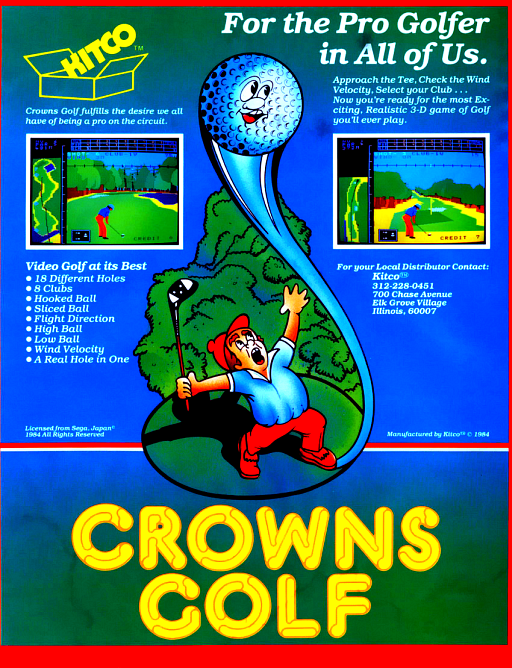 KITCO™
For the Pro Golfer
in All of Us.
Crowns Golf fulfills the desire we all
have of being a pro on the circuit.
Approach the Tee, Check the Wind
Velocity, Select your Club . . .
Now you're ready for the most Ex-
citing, Realistic 3-D game of Golf
you'll ever play.
CREDIT
CREDIT 7
Video Golf at its Best
● 18 Different Holes
● 8 Clubs
● Hooked Ball
● Sliced Ball
● Flight Direction
● High Ball
● Low Ball
● Wind Velocity
● A Real Hole in One
For your Local Distributor Contact:
Kitco™
312-228-0451
700 Chase Avenue
Elk Grove Village
Illinois, 60007
Licensed from Sega, Japan®
1984 All Rights Reserved
Manufactured by Kitco™ © 1984
CROWNS
GOLF